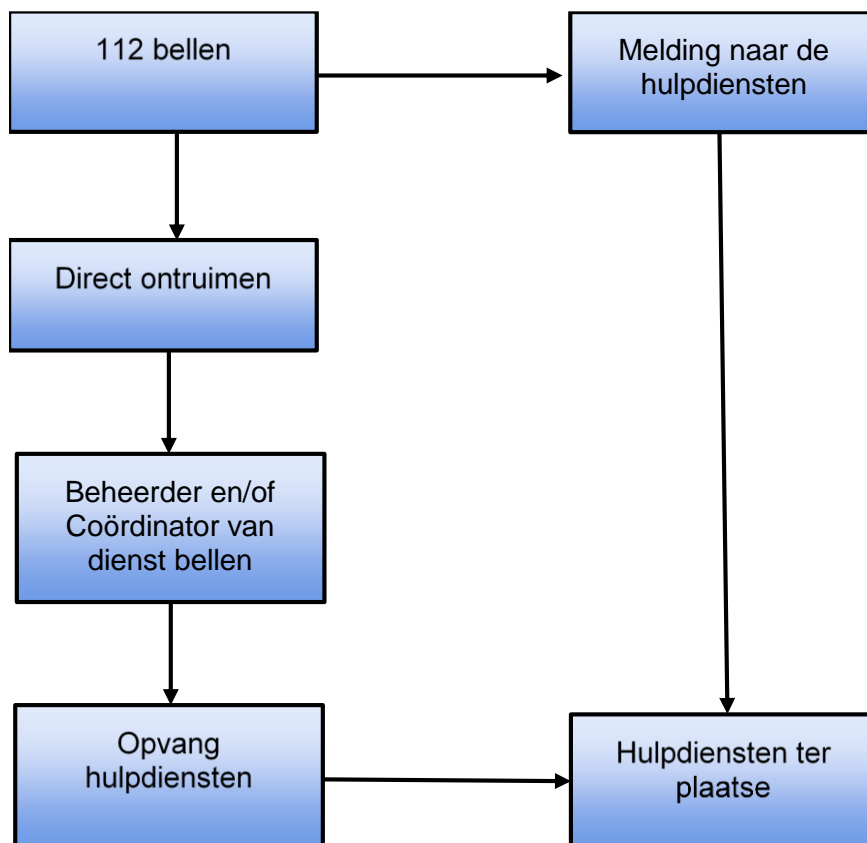 112 bellen
Melding naar de
hulpdiensten
Direct ontruimen
Beheerder en/of
Coördinator van
dienst bellen
Opvang
hulpdiensten
Hulpdiensten ter
plaatse